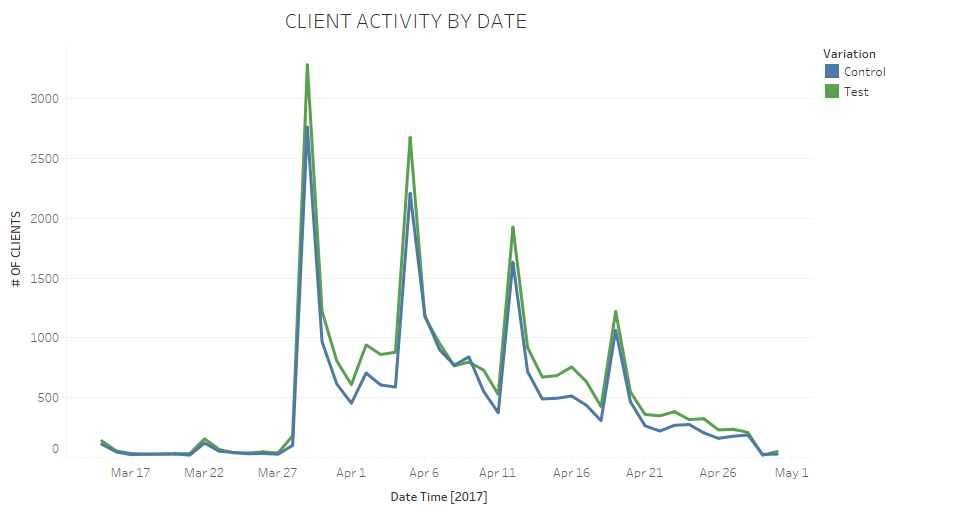 CLIENT ACTIVITY BY DATE
Variation
Control
Test
# OF CLIENTS
3000
2500
2000
1500
1000
500
0
Mar 17 Mar 22 Mar 27 Apr 1 Apr 6 Apr 11 Apr 16 Apr 21 Apr 26 May 1
Date Time [2017]